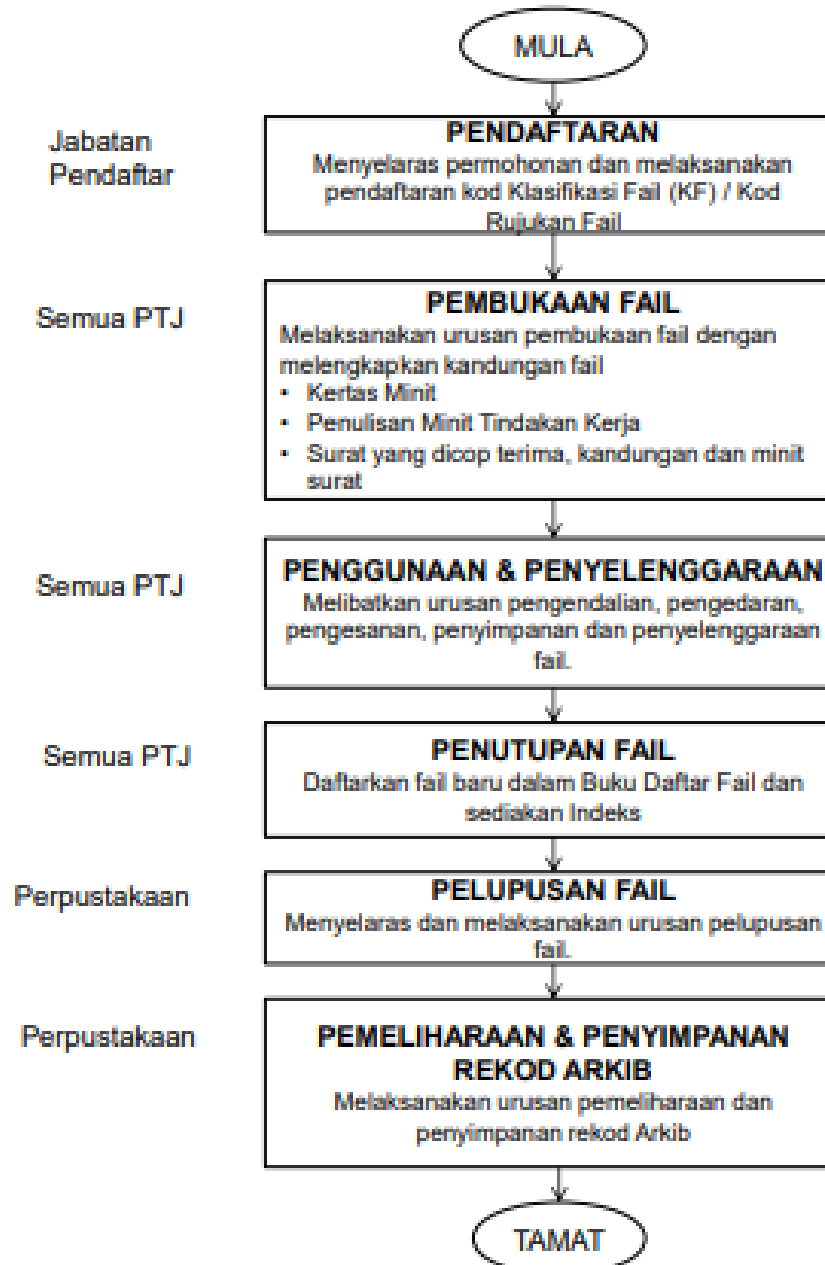 MULA
Jabatan
Pendaftar
PENDAFTARAN
Menyelaras permohonan dan melaksanakan
pendaftaran kod Klasifikasi Fail (KF) / Kod
Rujukan Fail
Semua PTJ
PEMBUKAAN FAIL
Melaksanakan urusan pembukaan fail dengan
melengkapkan kandungan fail
• Kertas Minit
• Penulisan Minit Tindakan Kerja
• Surat yang dicop terima, kandungan dan minit
surat
Semua PTJ
PENGGUNAAN & PENYELENGGARAAN
Melibatkan urusan pengendalian, pengedaran,
pengesanan, penyimpanan dan penyelenggaraan
fail.
Semua PTJ
PENUTUPAN FAIL
Daftarkan fail baru dalam Buku Daftar Fail dan
sediakan Indeks
Perpustakaan
PELUPUSAN FAIL
Menyelaras dan melaksanakan urusan pelupusan
fail.
Perpustakaan
PEMELIHARAAN & PENYIMPANAN
REKOD ARKIB
Melaksanakan urusan pemeliharaan dan
penyimpanan rekod Arkib
TAMAT